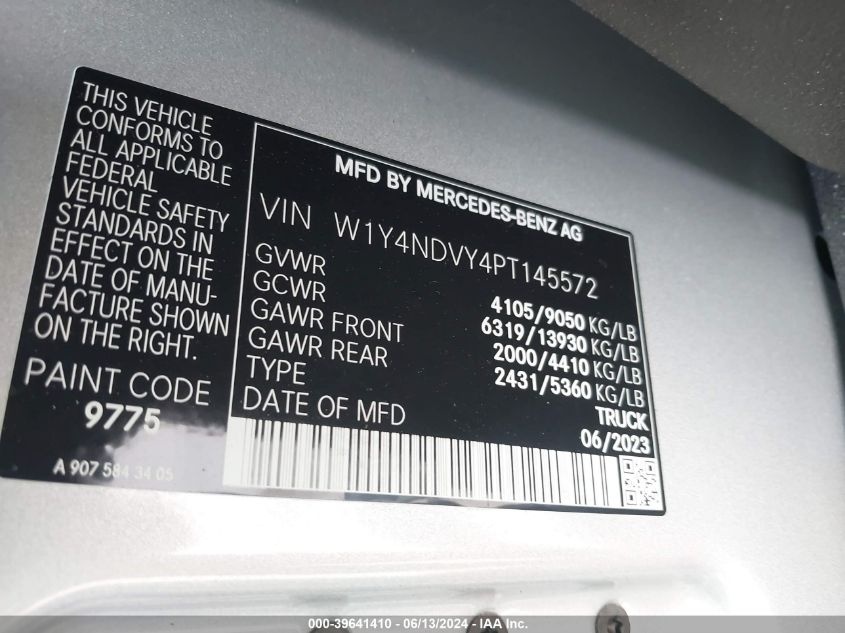 THIS VEHICLE
CONFORMS TO
ALL APPLICABLE
FEDERAL
VEHICLE SAFETY
STANDARDS IN
EFFECT ON THE
DATE OF MANU-
FACTURE SHOWN
ON THE RIGHT.
PAINT CODE
9775
A 907 584 34 05
MFD BY MERCEDES-BENZ AG
VIN W1Y4NDVY4PT145572
GVWR 4105/9050 KG/LB
GCWR 6319/13930 KG/LB
GAWR FRONT 2000/4410 KG/LB
GAWR REAR 2431/5360 KG/LB
TYPE TRUCK
DATE OF MFD 06/2023
000-39641410 - 06/13/2024 - IAA Inc.